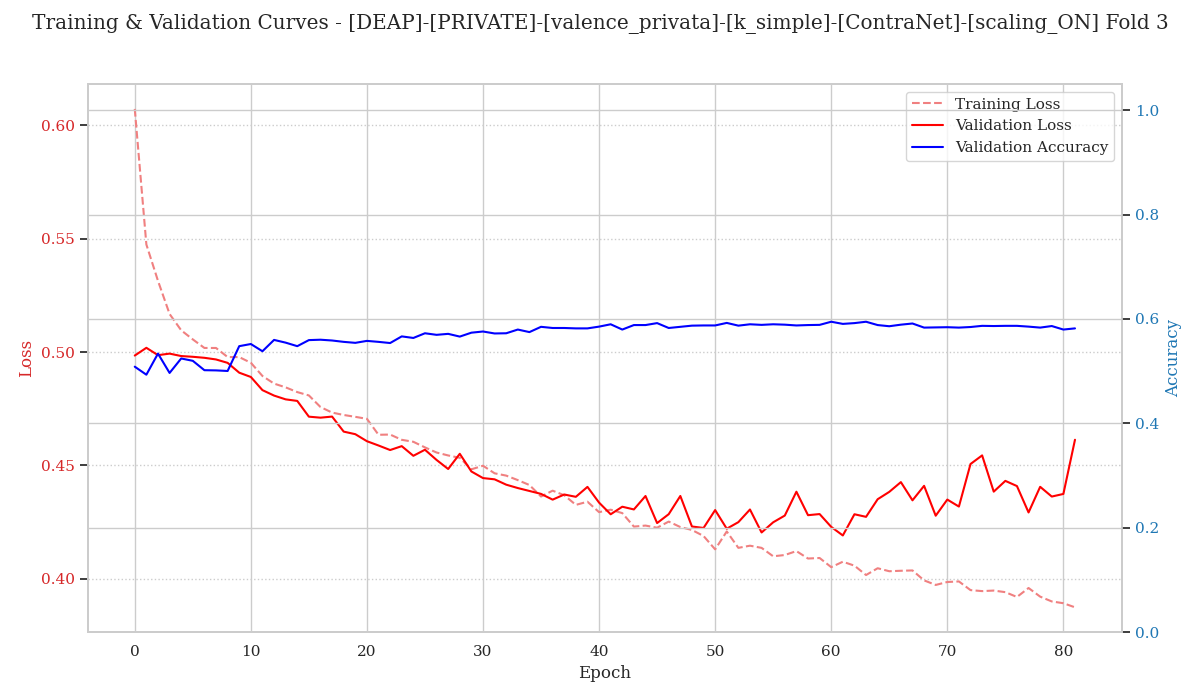 Training & Validation Curves - [DEAP]-[PRIVATE]-[valence_privata]-[k_simple]-[ContraNet]-[scaling_ON] Fold 3
Training Loss
Validation Loss
Validation Accuracy
Loss
0.60
0.55
0.50
0.45
0.40
Accuracy
1.0
0.8
0.6
0.4
0.2
0.0
0 10 20 30 40 50 60 70 80
Epoch